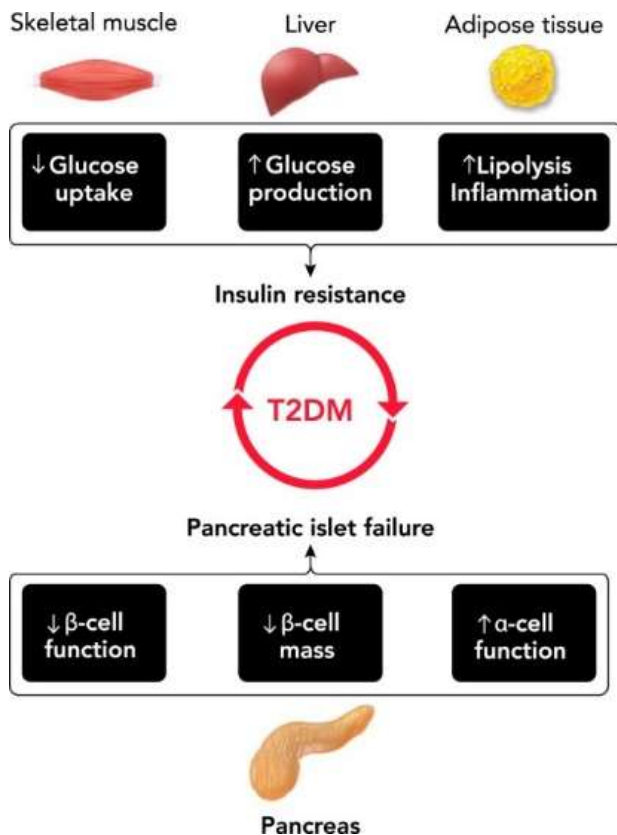 Skeletal muscle
Liver
Adipose tissue
↓Glucose
uptake
↑Glucose
production
↑Lipolysis
Inflammation
Insulin resistance
T2DM
Pancreatic islet failure
↓β-cell
function
↓β-cell
mass
↑α-cell
function
Pancreas